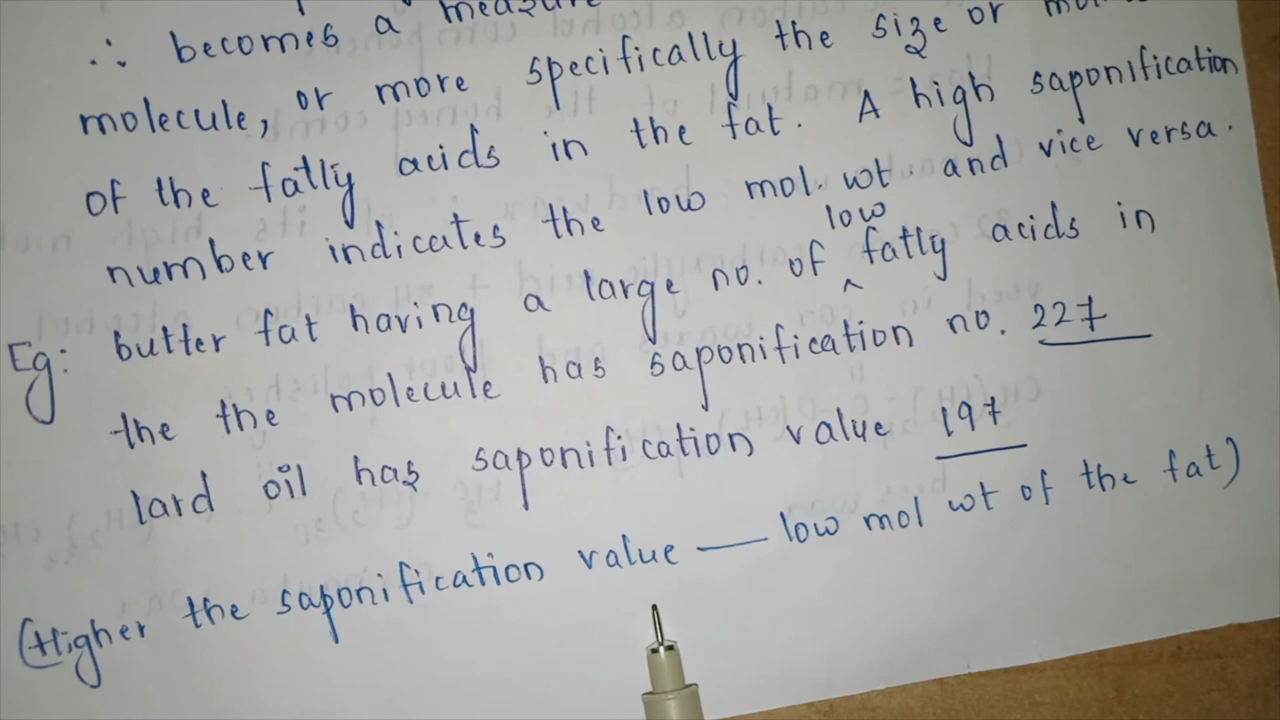 ∴ becomes a measure
molecule, or more specifically the size or
of the fatty acids in the fat. A high saponification
number indicates the low mol. wt. and vice versa.
Eg: butter fat having a large no. of ^low fatty acids in
the the molecule has saponification no. 227
lard oil has saponification value 197
(Higher the saponification value — low mol wt of the fat)